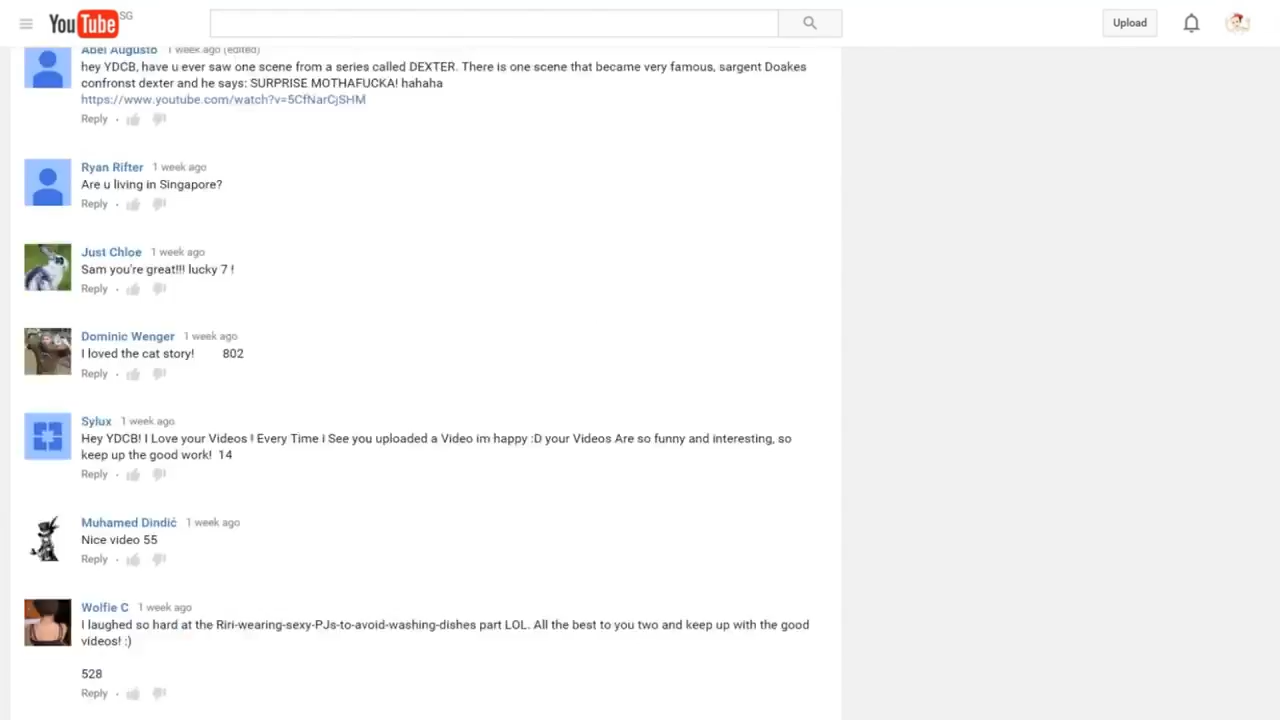 YouTube SG
Upload
Abel Augusto 1 week ago (edited)
hey YDCB, have u ever saw one scene from a series called DEXTER. There is one scene that became very famous, sargent Doakes
confronst dexter and he says: SURPRISE MOTHAFUCKA! hahaha
https://www.youtube.com/watch?v=5CfNarCjSHM
Reply
Ryan Rifter 1 week ago
Are u living in Singapore?
Reply
Just Chloe 1 week ago
Sam you're great!!! lucky 7 !
Reply
Dominic Wenger 1 week ago
I loved the cat story! 802
Reply
Sylux 1 week ago
Hey YDCB! I Love your Videos ! Every Time i See you uploaded a Video im happy :D your Videos Are so funny and interesting, so
keep up the good work! 14
Reply
Muhamed Dindić 1 week ago
Nice video 55
Reply
Wolfie C 1 week ago
I laughed so hard at the Riri-wearing-sexy-PJs-to-avoid-washing-dishes part LOL. All the best to you two and keep up with the good
videos! :)
528
Reply